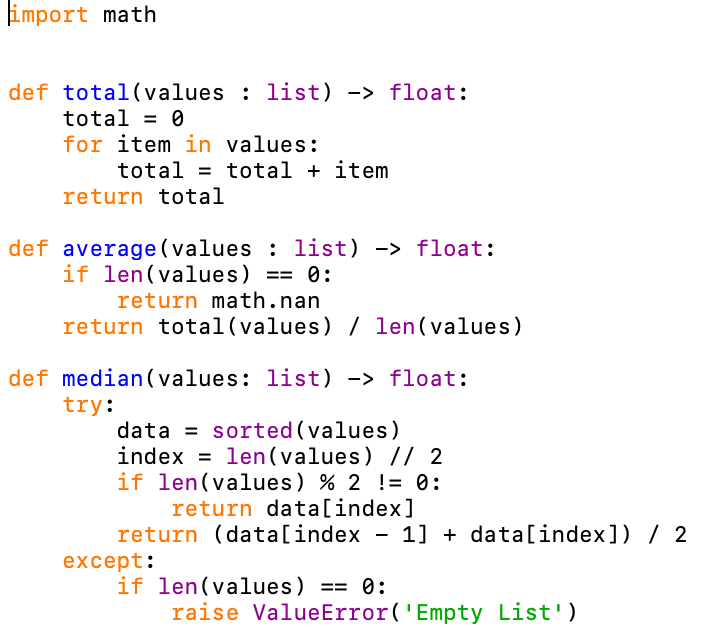 import math
def total(values : list) -> float:
    total = 0
    for item in values:
        total = total + item
    return total
def average(values : list) -> float:
    if len(values) == 0:
        return math.nan
    return total(values) / len(values)
def median(values: list) -> float:
    try:
        data = sorted(values)
        index = len(values) // 2
        if len(values) % 2 != 0:
            return data[index]
        return (data[index - 1] + data[index]) / 2
    except:
        if len(values) == 0:
            raise ValueError('Empty List')